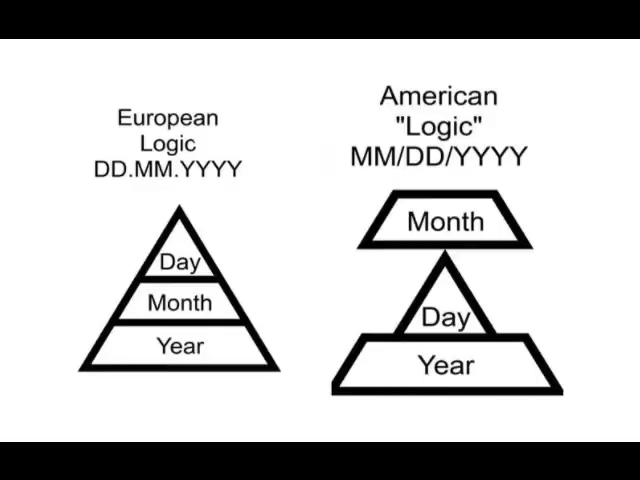 European
Logic
DD.MM.YYYY
Day
Month
Year
American
"Logic"
MM/DD/YYYY
Month
Day
Year